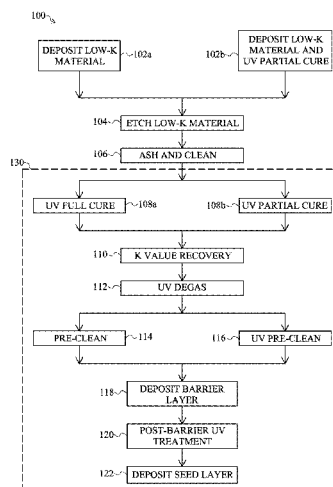 100
DEPOSIT LOW-K
MATERIAL
102a
DEPOSIT LOW-K
MATERIAL AND
UV PARTIAL CURE
102b
104
ETCH LOW-K MATERIAL
106
ASH AND CLEAN
130
UV FULL CURE
108a
108b
UV PARTIAL CURE
110
K VALUE RECOVERY
112
UV DEGAS
PRE-CLEAN
114
116
UV PRE-CLEAN
118
DEPOSIT BARRIER
LAYER
120
POST-BARRIER UV
TREATMENT
122
DEPOSIT SEED LAYER